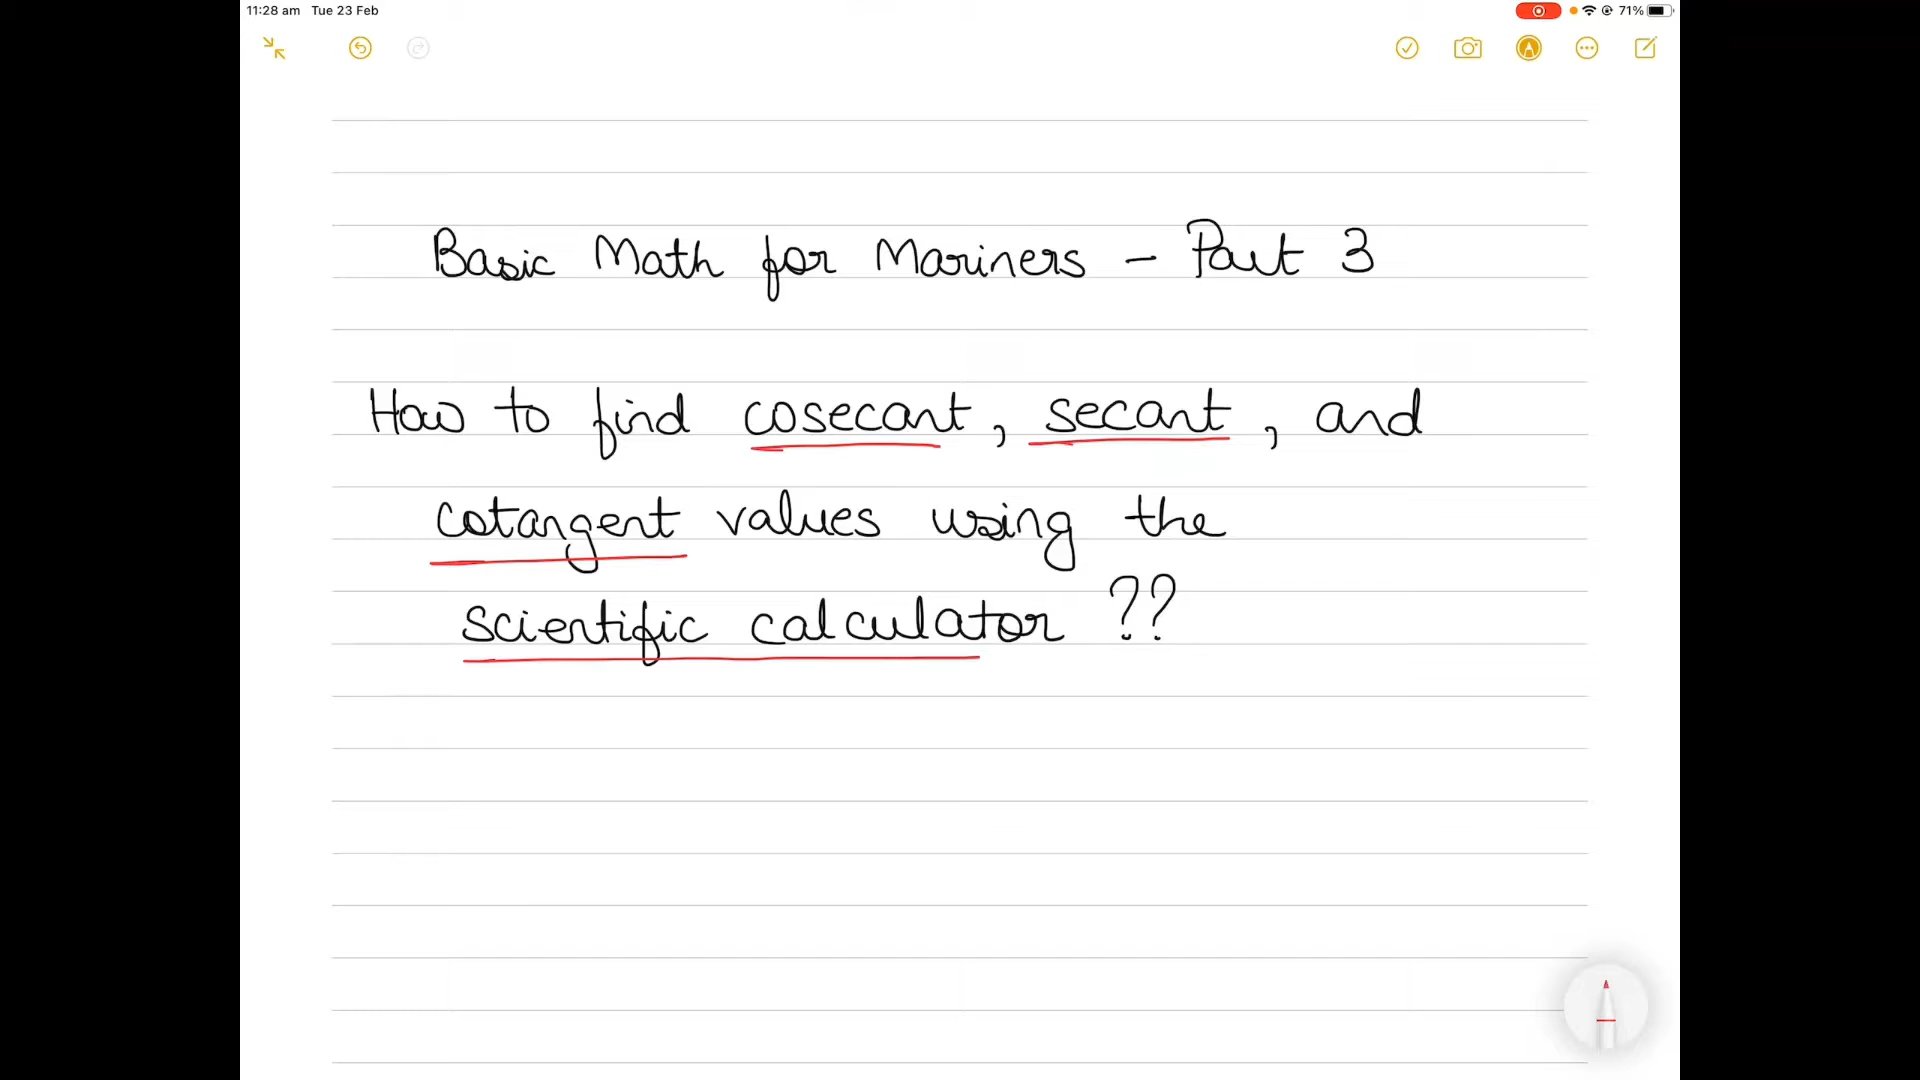 11:28 am Tue 23 Feb 71%
Basic Math for Mariners - Part 3
How to find cosecant, secant, and
cotangent values using the
scientific calculator ??